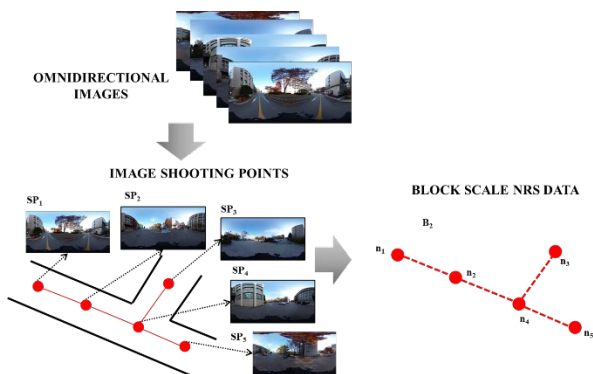 OMNIDIRECTIONAL
IMAGES
IMAGE SHOOTING POINTS
SP₁
SP₂
SP₃
SP₄
SP₅
BLOCK SCALE NRS DATA
B₂
n₁
n₂
n₃
n₄
n₅